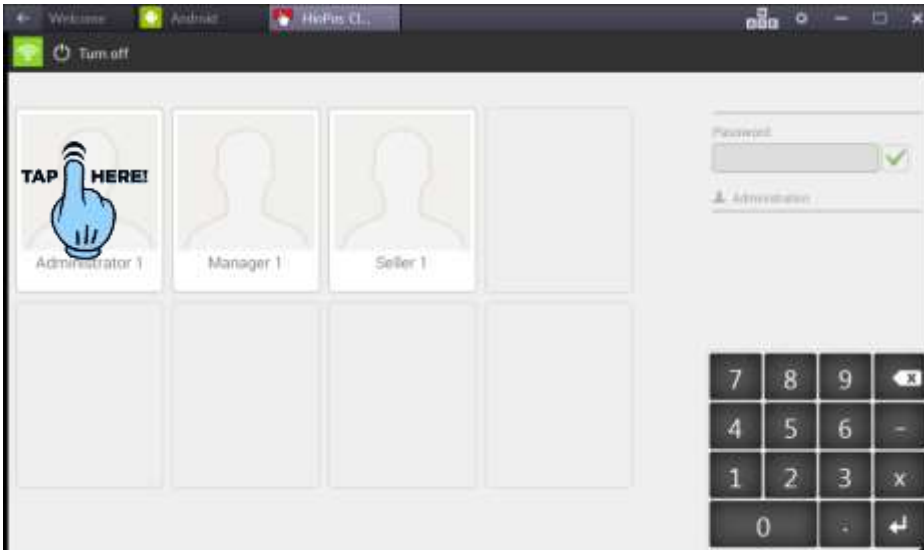 Welcome Android HioPos Cl...
Turn off
TAP HERE!
Administrator 1 Manager 1 Seller 1
Password
Administration
7 8 9 x
4 5 6 -
1 2 3 x
0 .